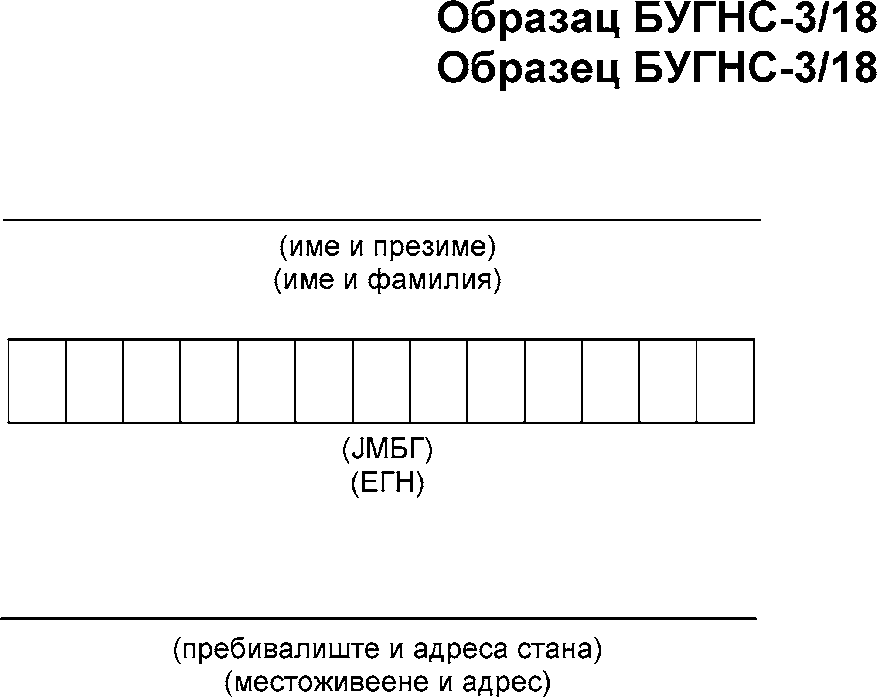 Образац БУГНС-3/18
Образец БУГНС-3/18
(име и презиме)
(име и фамилия)
(ЈМБГ)
(ЕГН)
(пребивалиште и адреса стана)
(местоживеене и адрес)